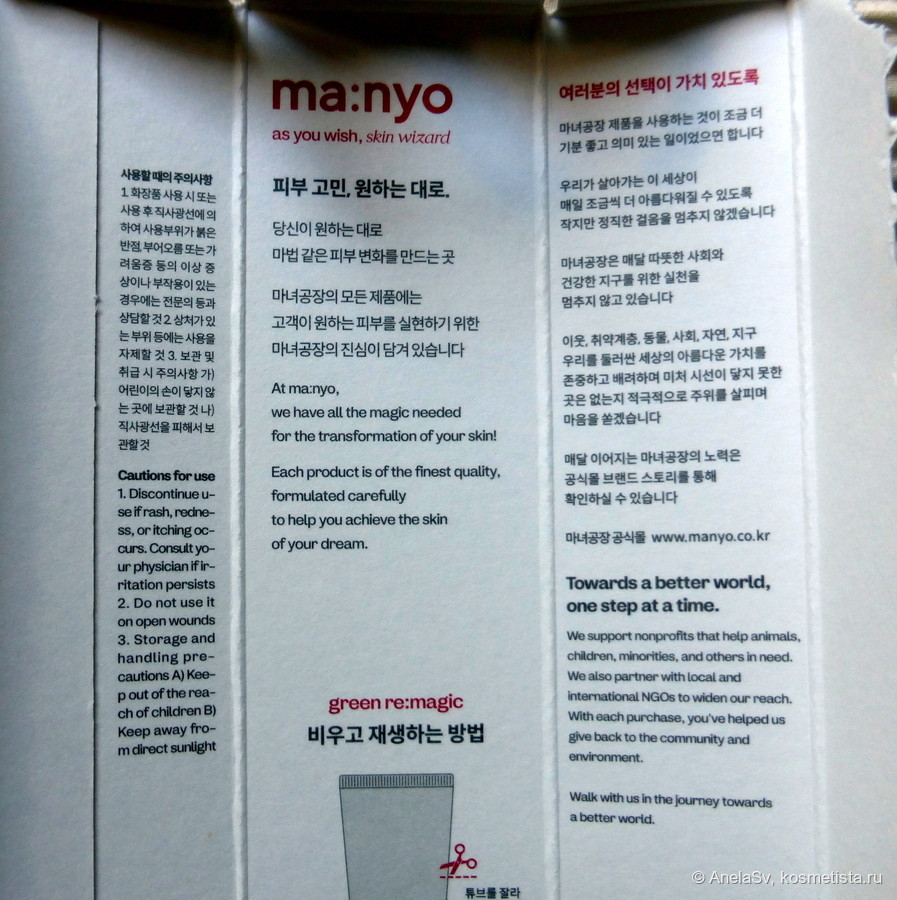 사용할 때의 주의사항
1. 화장품 사용 시 또는
사용 후 직사광선에 의
하여 사용부위가 붉은
반점, 부어오름 또는 가
려움증 등의 이상 증
상이나 부작용이 있는
경우에는 전문의 등과
상담할 것 2. 상처가 있
는 부위 등에는 사용을
자제할 것 3. 보관 및
취급 시 주의사항 가)
어린이의 손이 닿지 않
는 곳에 보관할 것 나)
직사광선을 피해서 보
관할 것
Cautions for use
1. Discontinue u-
se if rash, redne-
ss, or itching oc-
curs. Consult yo-
ur physician if ir-
ritation persists
2. Do not use it
on open wounds
3. Storage and
handling pre-
cautions A) Kee-
p out of the rea-
ch of children B)
Keep away fro-
m direct sunlight
ma:nyo
as you wish, skin wizard
피부 고민, 원하는 대로.
당신이 원하는 대로
마법 같은 피부 변화를 만드는 곳
마녀공장의 모든 제품에는
고객이 원하는 피부를 실현하기 위한
마녀공장의 진심이 담겨 있습니다
At ma:nyo,
we have all the magic needed
for the transformation of your skin!
Each product is of the finest quality,
formulated carefully
to help you achieve the skin
of your dream.
green re:magic
비우고 재생하는 방법
튜브를 잘라
여러분의 선택이 가치 있도록
마녀공장 제품을 사용하는 것이 조금 더
기분 좋고 의미 있는 일이었으면 합니다
우리가 살아가는 이 세상이
매일 조금씩 더 아름다워질 수 있도록
작지만 정직한 걸음을 멈추지 않겠습니다
마녀공장은 매달 따뜻한 사회와
건강한 지구를 위한 실천을
멈추지 않고 있습니다
이웃, 취약계층, 동물, 사회, 자연, 지구
우리를 둘러싼 세상의 아름다운 가치를
존중하고 배려하며 미처 시선이 닿지 못한
곳은 없는지 적극적으로 주위를 살피며
마음을 쏟겠습니다
매달 이어지는 마녀공장의 노력은
공식몰 브랜드 스토리를 통해
확인하실 수 있습니다
마녀공장 공식몰 www.manyo.co.kr
Towards a better world,
one step at a time.
We support nonprofits that help animals,
children, minorities, and others in need.
We also partner with local and
international NGOs to widen our reach.
With each purchase, you've helped us
give back to the community and
environment.
Walk with us in the journey towards
a better world.
© AnelaSv, kosmetista.ru